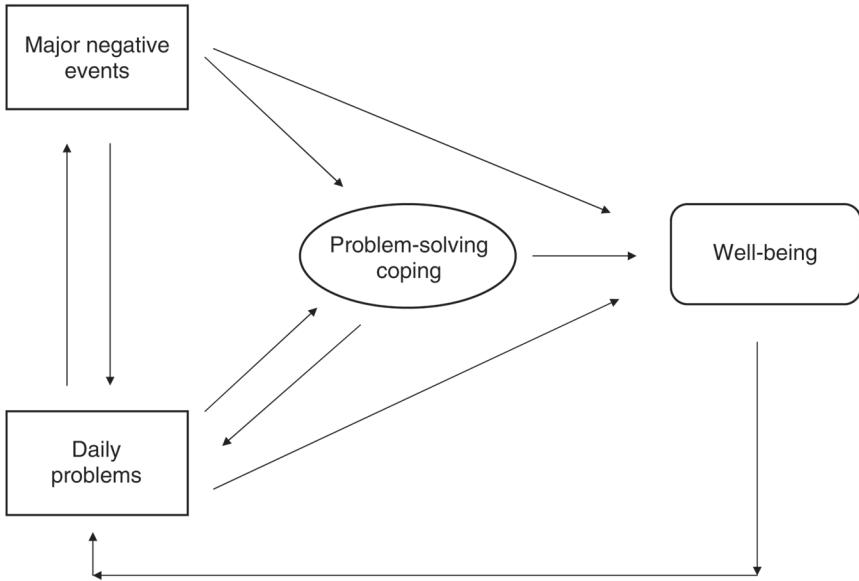 Major negative
events
Problem-solving
coping
Well-being
Daily
problems